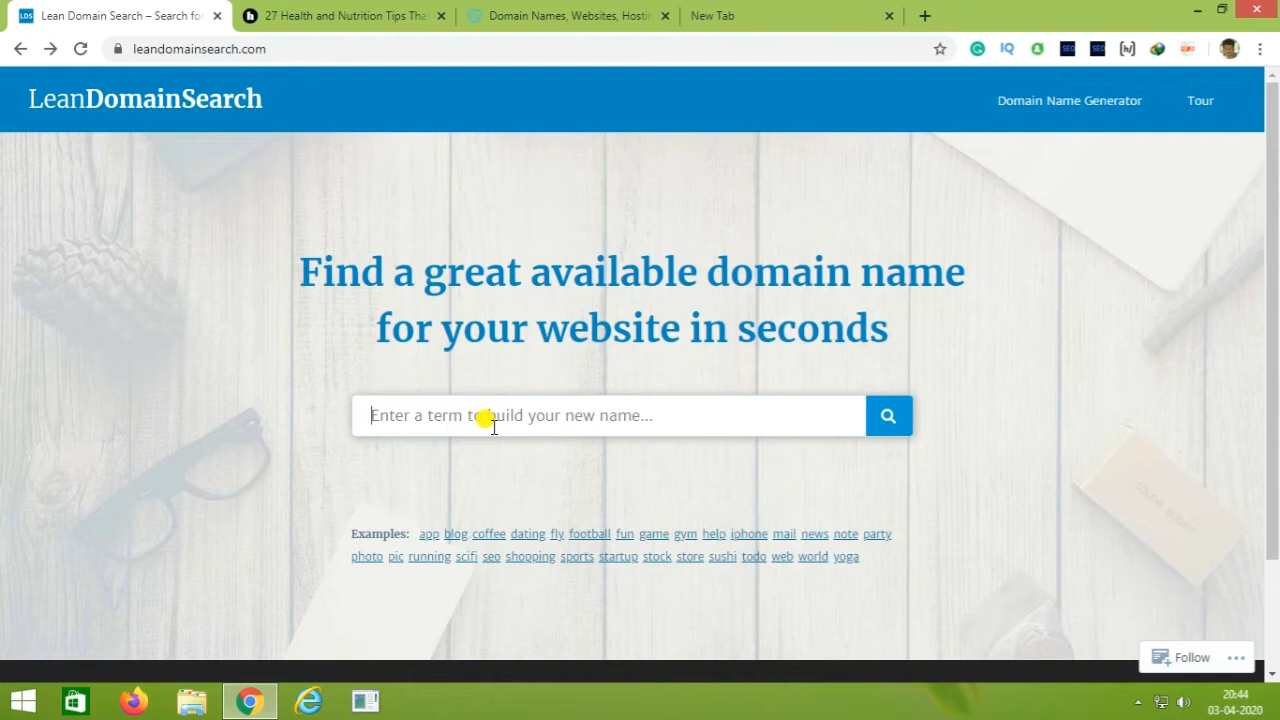 Lean Domain Search – Search for
27 Health and Nutrition Tips Tha
Domain Names, Websites, Hosti
New Tab
leandomainsearch.com
LeanDomainSearch
Domain Name Generator
Tour
Find a great available domain name
for your website in seconds
Enter a term to build your new name...
Examples: app blog coffee dating fly football fun game gym help iphone mail news note party
photo pic running scifi seo shopping sports startup stock store sushi todo web world yoga
Follow
20:44
03-04-2020